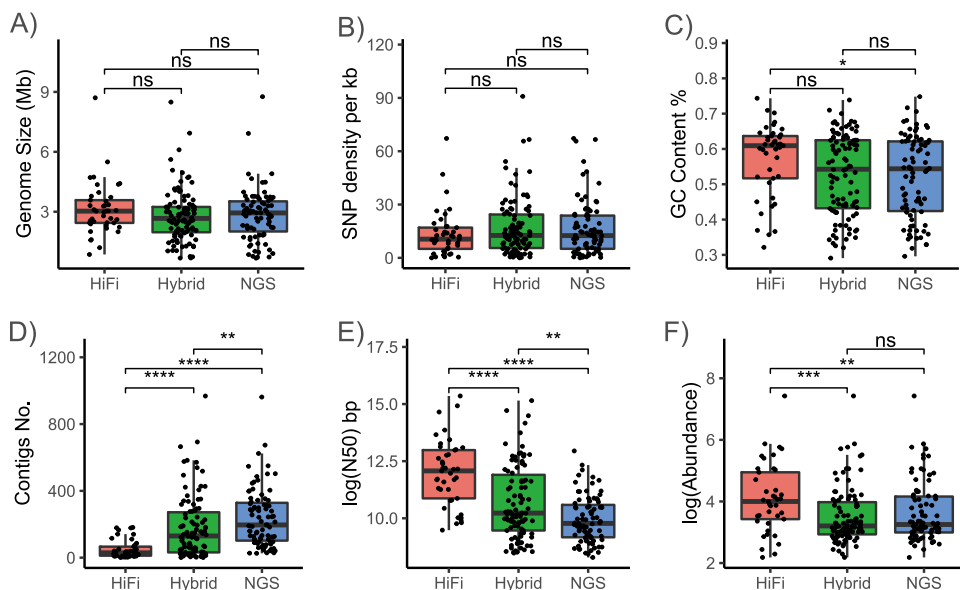 A)
Genome Size (Mb)
9
6
3
ns
ns
ns
HiFi Hybrid NGS
B)
SNP density per kb
120
90
60
30
0
ns
ns
ns
HiFi Hybrid NGS
C)
GC Content %
0.9
0.8
0.7
0.6
0.5
0.4
0.3
ns
*
ns
HiFi Hybrid NGS
D)
Contigs No.
1200
800
400
0
**
****
****
HiFi Hybrid NGS
E)
log(N50) bp
17.5
15.0
12.5
10.0
**
****
****
HiFi Hybrid NGS
F)
log(Abundance)
8
6
4
2
ns
**
***
HiFi Hybrid NGS